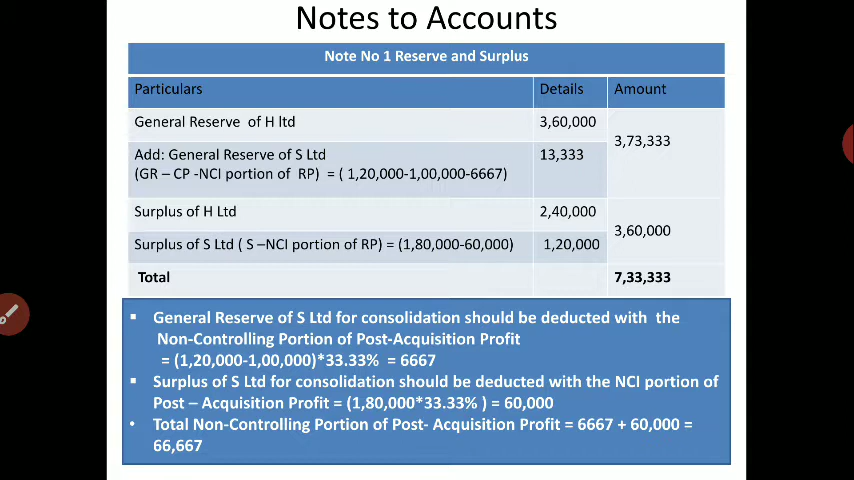 Notes to Accounts
Note No 1 Reserve and Surplus
Particulars Details Amount
General Reserve of H ltd 3,60,000
3,73,333
Add: General Reserve of S Ltd 13,333
(GR – CP -NCI portion of RP) = ( 1,20,000-1,00,000-6667)
Surplus of H Ltd 2,40,000
3,60,000
Surplus of S Ltd ( S –NCI portion of RP) = (1,80,000-60,000) 1,20,000
Total 7,33,333
▪ General Reserve of S Ltd for consolidation should be deducted with the
Non-Controlling Portion of Post-Acquisition Profit
= (1,20,000-1,00,000)*33.33% = 6667
▪ Surplus of S Ltd for consolidation should be deducted with the NCI portion of
Post – Acquisition Profit = (1,80,000*33.33% ) = 60,000
• Total Non-Controlling Portion of Post- Acquisition Profit = 6667 + 60,000 =
66,667